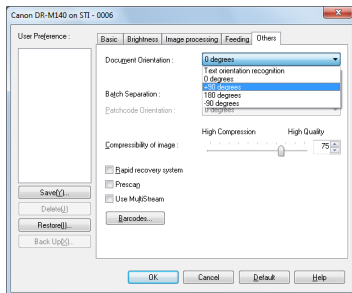 Canon DR-M140 on STI - 0006
User Preference :
Basic Brightness Image processing Feeding Others
Document Orientation : 0 degrees
Text orientation recognition
0 degrees
+90 degrees
180 degrees
-90 degrees
Batch Separation :
Patchcode Orientation : 0 degrees
High Compression High Quality
Compressibility of image : 75
Rapid recovery system
Prescan
Use MultiStream
Barcodes...
Save(Y)...
Delete(J)
Restore(I)...
Back Up(K)...
OK Cancel Default Help